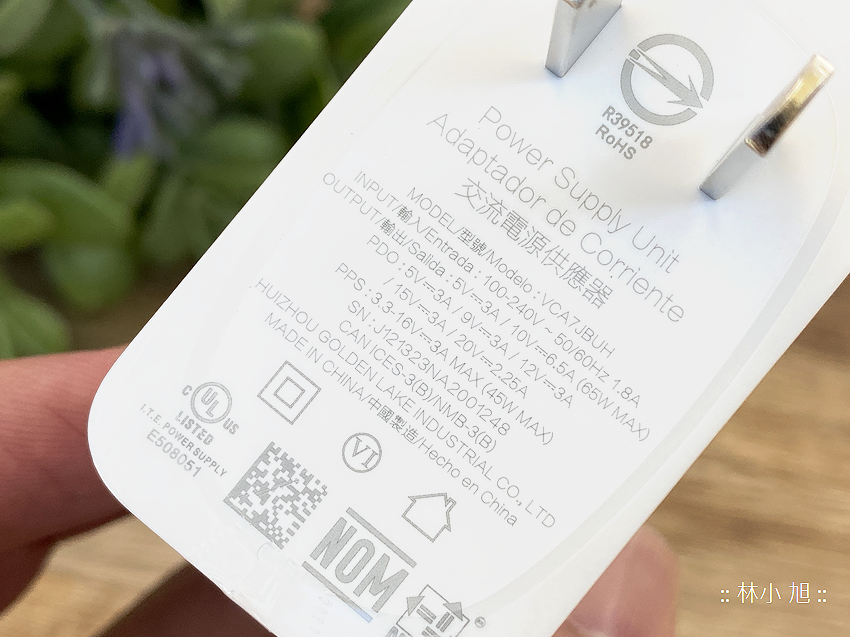 R39518
RoHS
Power Supply Unit
Adaptador de Corriente
交流電源供應器
MODEL/型號/Modelo : VCA7JBUH
INPUT/輸入/Entrada : 100-240V ~ 50/60Hz 1.8A
OUTPUT/輸出/Salida : 5V⎓3A / 10V⎓6.5A (65W MAX)
PDO : 5V⎓3A / 9V⎓3A / 12V⎓3A
/ 15V⎓3A / 20V⎓2.25A
PPS : 3.3-16V⎓3A MAX (45W MAX)
SN : J121323NA2001248
CAN ICES-3(B)/NMB-3(B)
HUIZHOU GOLDEN LAKE INDUSTRIAL CO., LTD
MADE IN CHINA/中國製造/Hecho en China
C UL US
LISTED
I.T.E. POWER SUPPLY
E508051
VI
NOM
:: 林小旭 ::